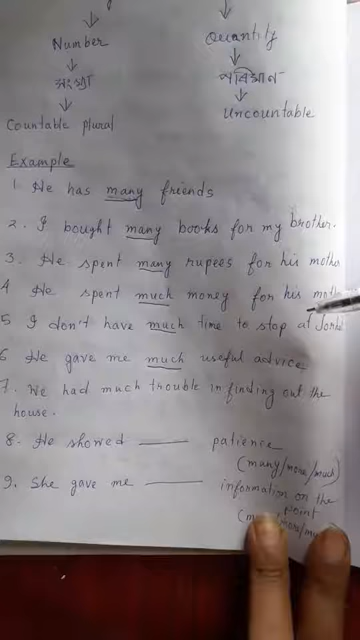 Number Quantity
সংখ্যা পৰিমাণ
Countable plural Uncountable
Example
1. He has many friends
2. I bought many books for my brother.
3. He spent many rupees for his
4 He spent much money for his
5 I don't have much time to stop at
6 He gave me much useful advice
7. We had much trouble in finding out the
house.
8. He showed ______ patience
(many/more/much)
9. She gave me ______ information on the
point